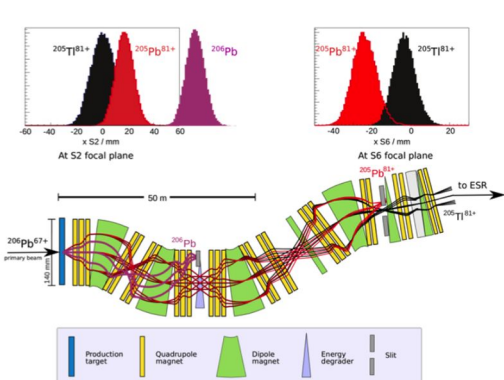 205Tl81+ 205Pb81+ 206Pb
-60 -40 -20 0 20 40 60
x S2 / mm
At S2 focal plane
205Pb81+ 205Tl81+
-40 -20 0 20
x S6 / mm
At S6 focal plane
205Pb81+
to ESR
205Tl81+
50 m
206Pb67+
primary beam
140 mm
206Pb
Production target
Quadrupole magnet
Dipole magnet
Energy degrader
Slit